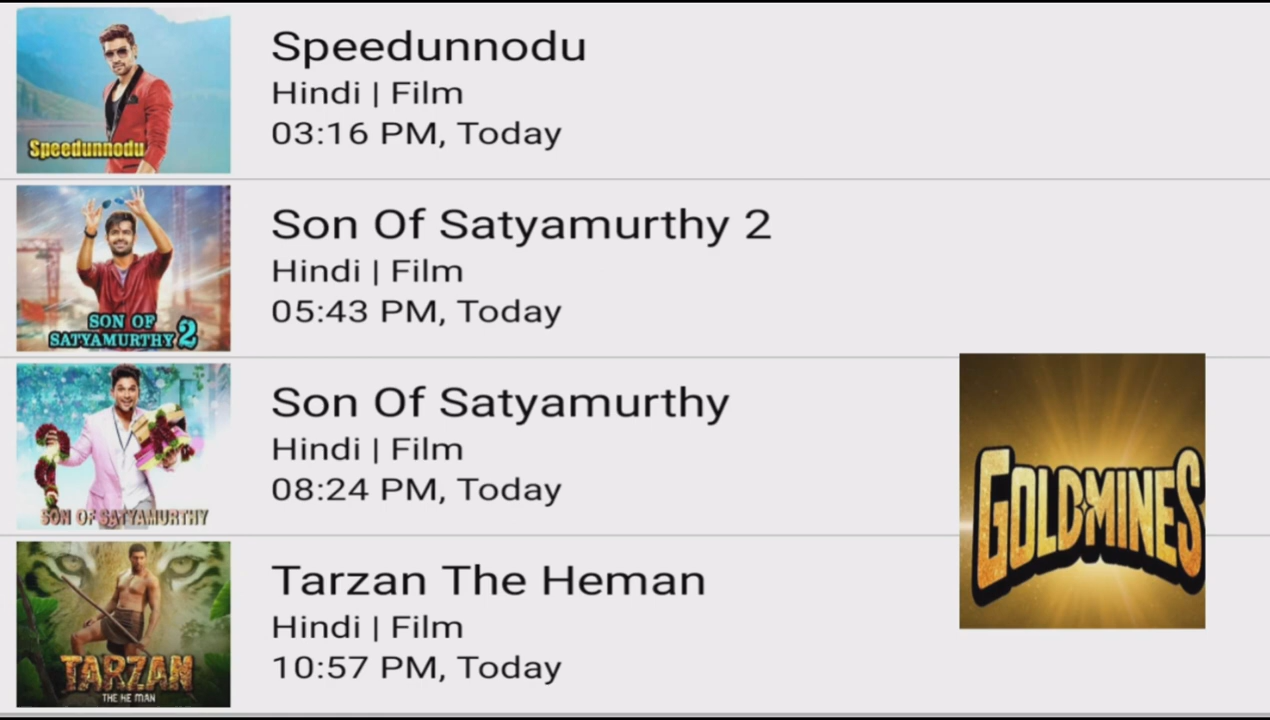 Speedunnodu
Hindi | Film
03:16 PM, Today
Speedunnodu
Son Of Satyamurthy 2
Hindi | Film
05:43 PM, Today
SON OF
SATYAMURTHY 2
Son Of Satyamurthy
Hindi | Film
08:24 PM, Today
SON OF SATYAMURTHY
GOLDMINES
Tarzan The Heman
Hindi | Film
10:57 PM, Today
TARZAN
THE HE MAN